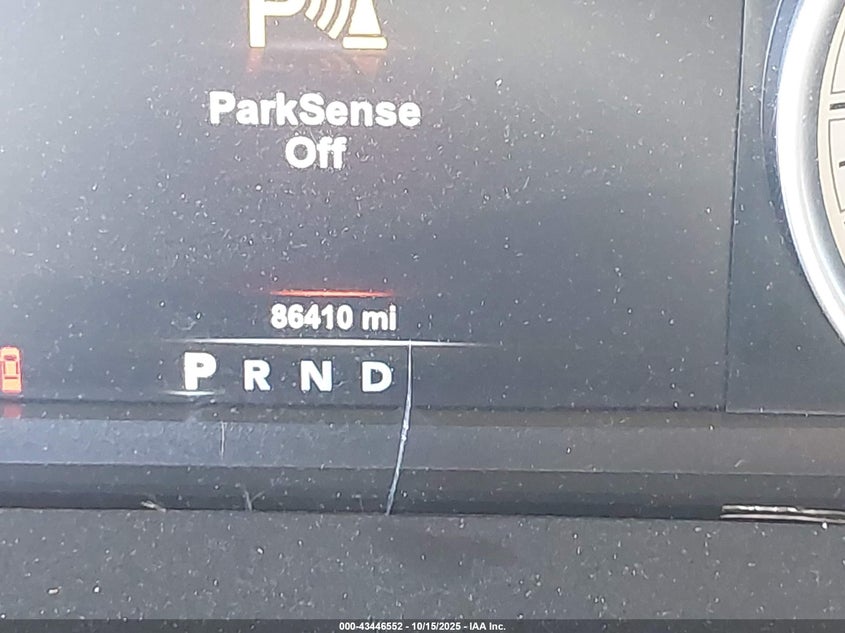 P
ParkSense
Off
86410 mi
P R N D
000-43446552 - 10/15/2025 - IAA Inc.